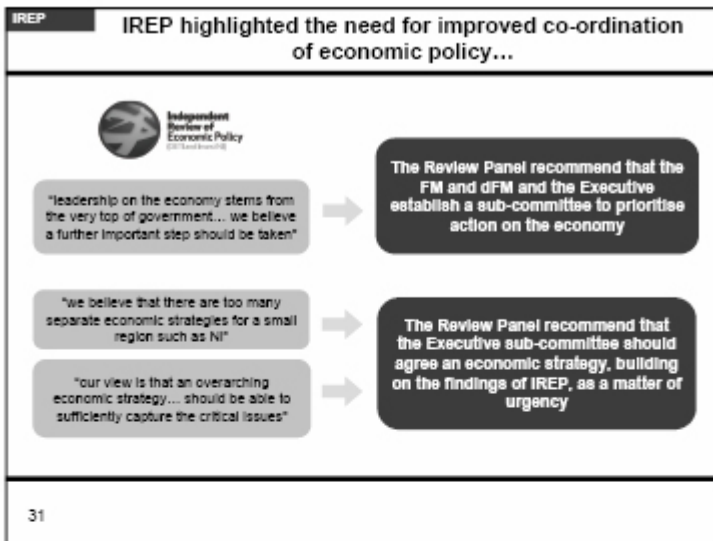 IREP
IREP highlighted the need for improved co-ordination
of economic policy…
Independent
Review of
Economic Policy
(DETI and Invest NI)
The Review Panel recommend that the
FM and dFM and the Executive
establish a sub-committee to prioritise
action on the economy
"leadership on the economy stems from
the very top of government… we believe
a further important step should be taken"
"we believe that there are too many
separate economic strategies for a small
region such as NI"
The Review Panel recommend that
the Executive sub-committee should
agree an economic strategy, building
on the findings of IREP, as a matter of
urgency
"our view is that an overarching
economic strategy… should be able to
sufficiently capture the critical issues"
31